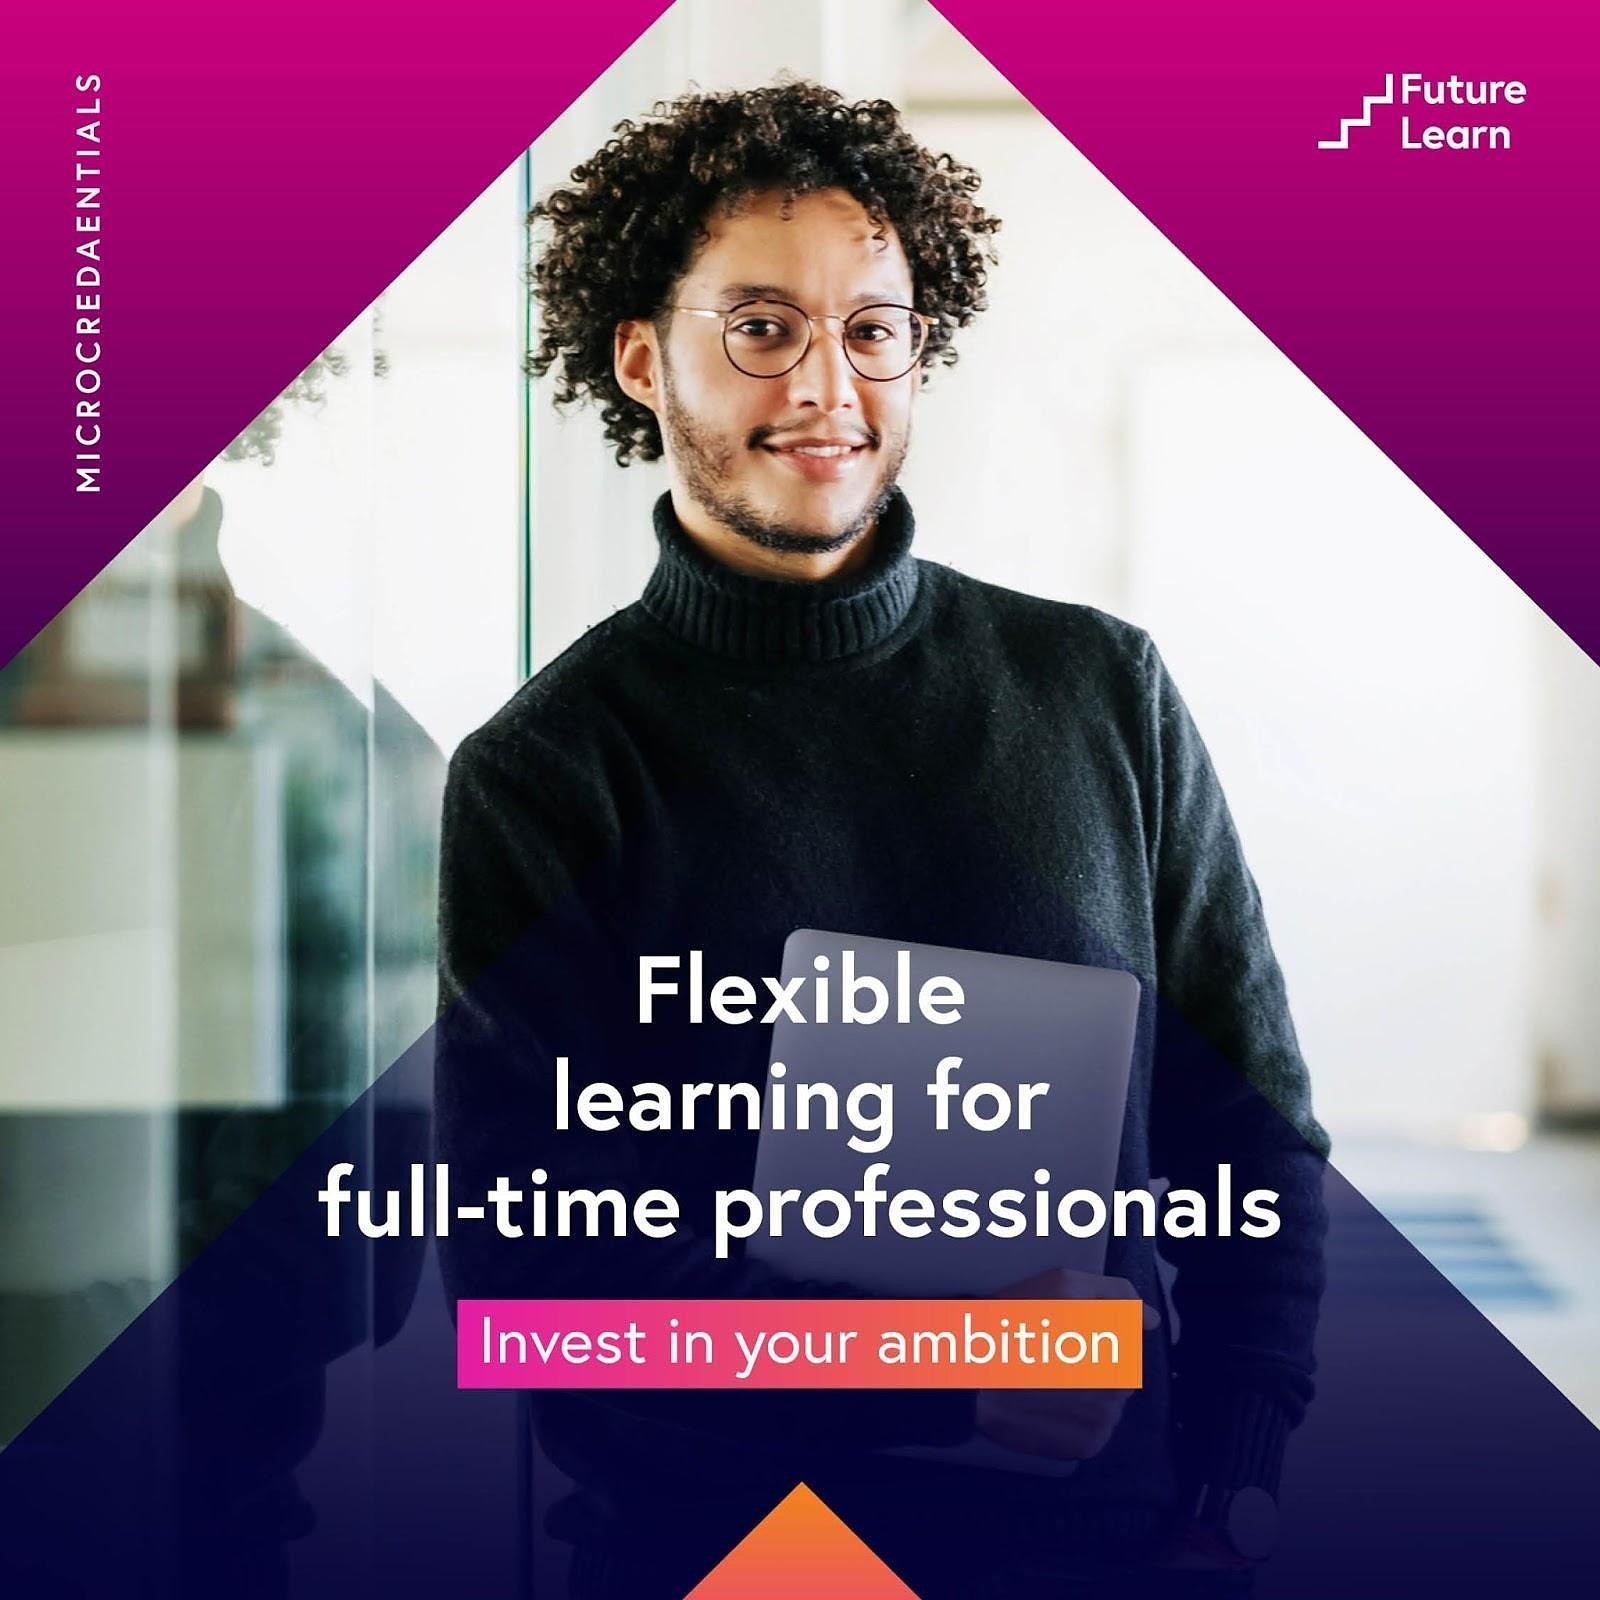 MICROCREDAENTIALS
Future
Learn
Flexible
learning for
full-time professionals
Invest in your ambition